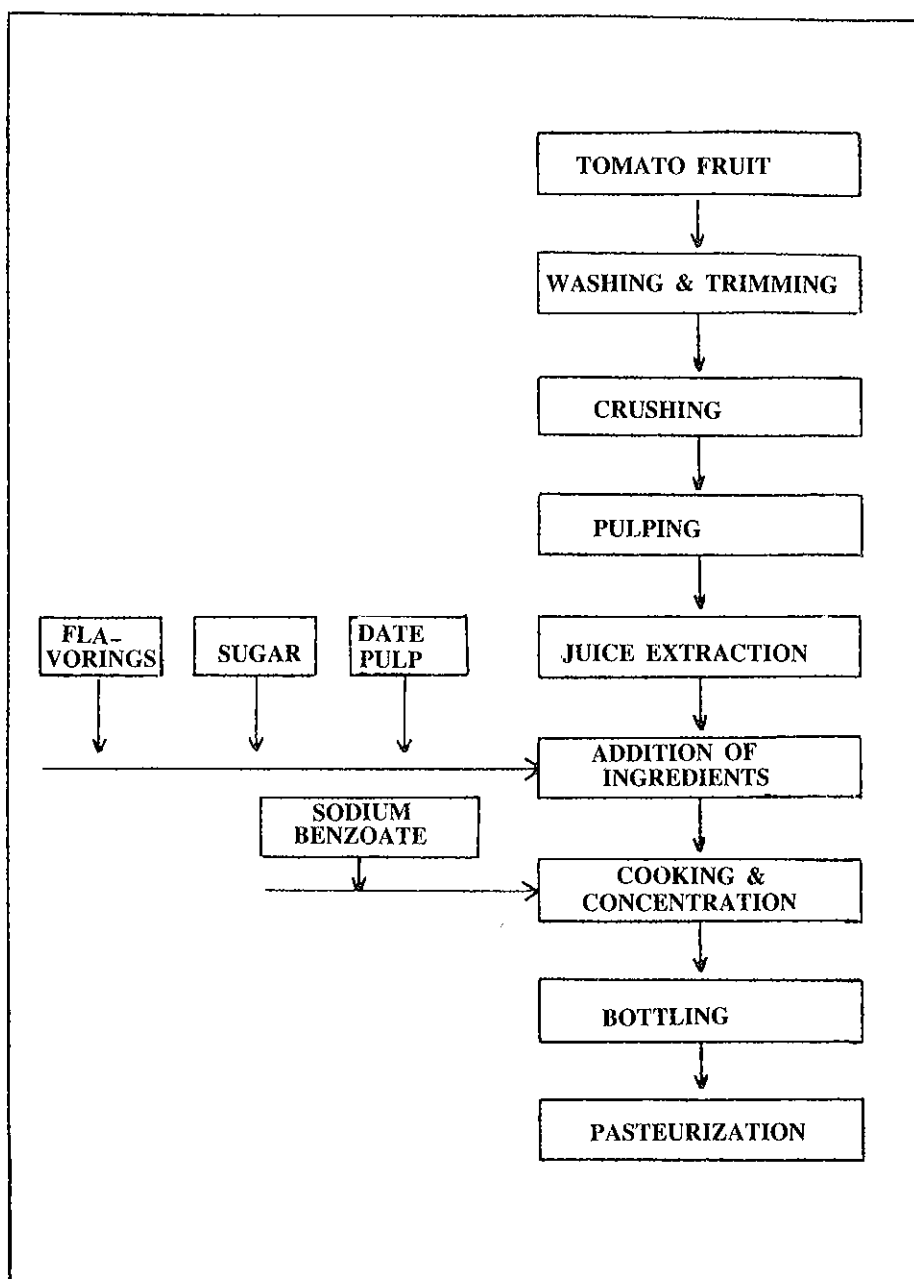 TOMATO FRUIT
WASHING & TRIMMING
CRUSHING
PULPING
FLA-
VORINGS
SUGAR
DATE
PULP
JUICE EXTRACTION
ADDITION OF
INGREDIENTS
SODIUM
BENZOATE
COOKING &
CONCENTRATION
BOTTLING
PASTEURIZATION